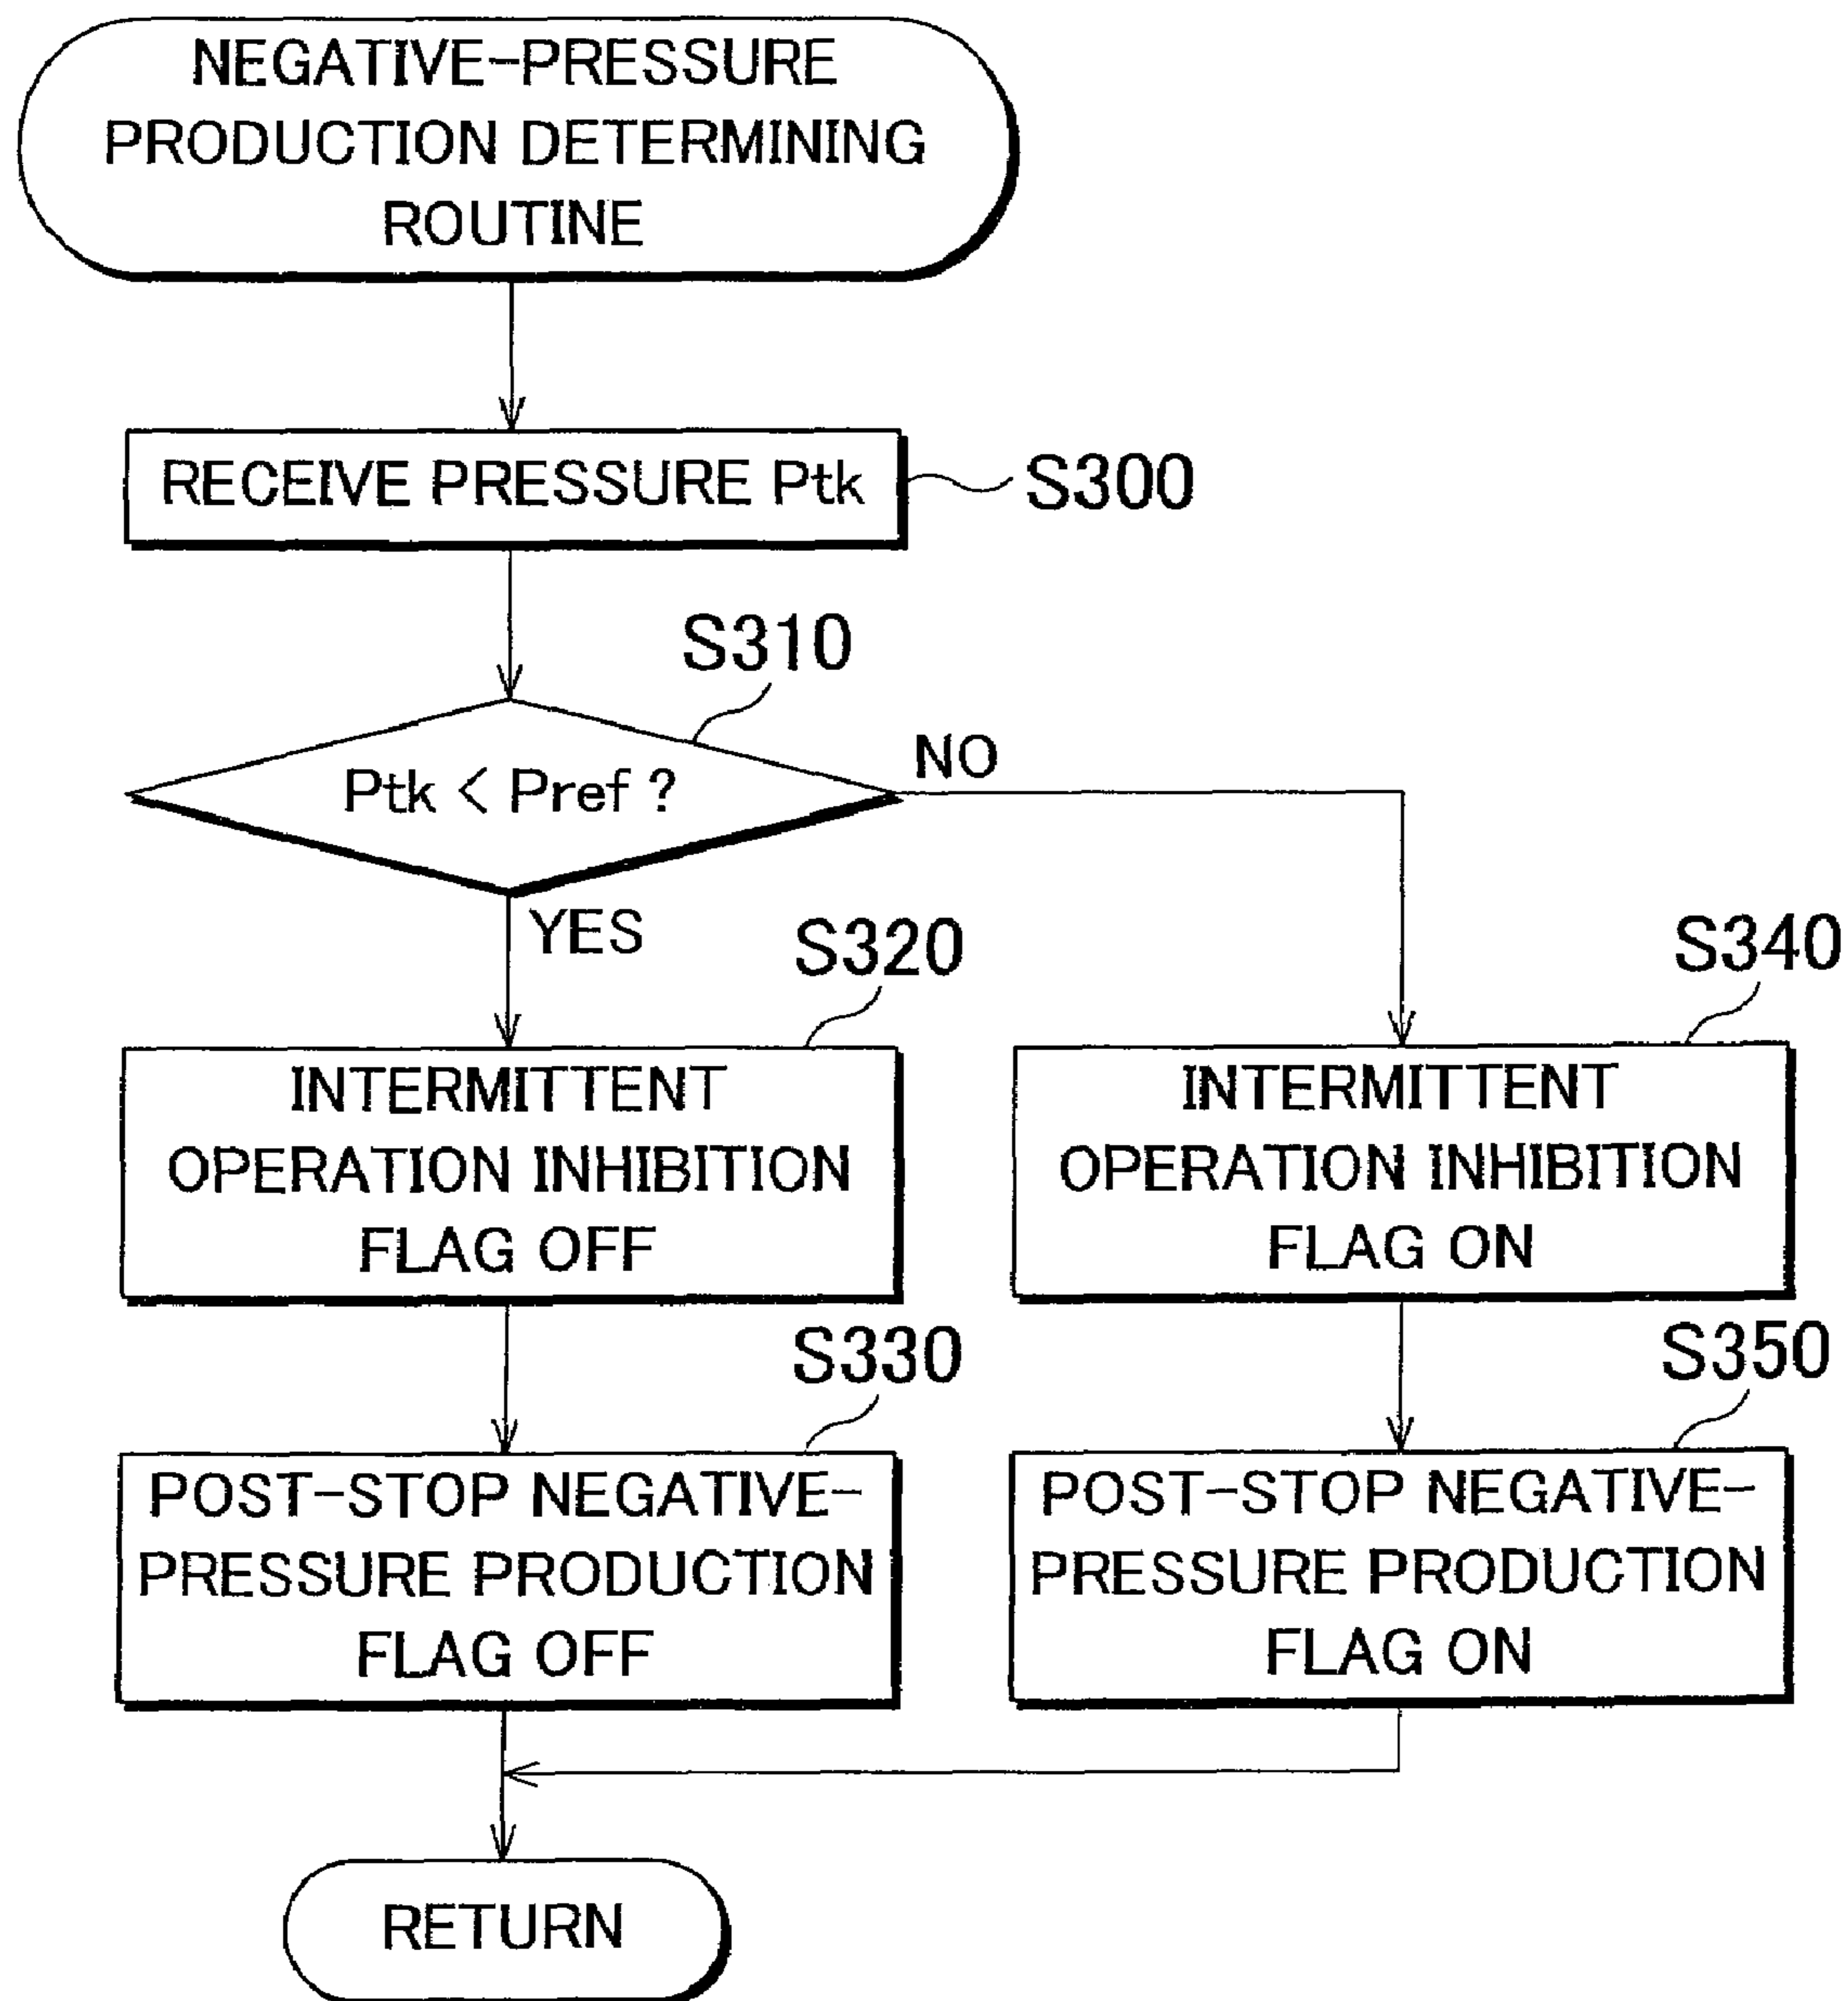 NEGATIVE-PRESSURE
PRODUCTION DETERMINING
ROUTINE
RECEIVE PRESSURE Ptk
S300
S310
Ptk < Pref ?
NO
YES
S320
INTERMITTENT
OPERATION INHIBITION
FLAG OFF
S340
INTERMITTENT
OPERATION INHIBITION
FLAG ON
S330
POST-STOP NEGATIVE-
PRESSURE PRODUCTION
FLAG OFF
S350
POST-STOP NEGATIVE-
PRESSURE PRODUCTION
FLAG ON
RETURN